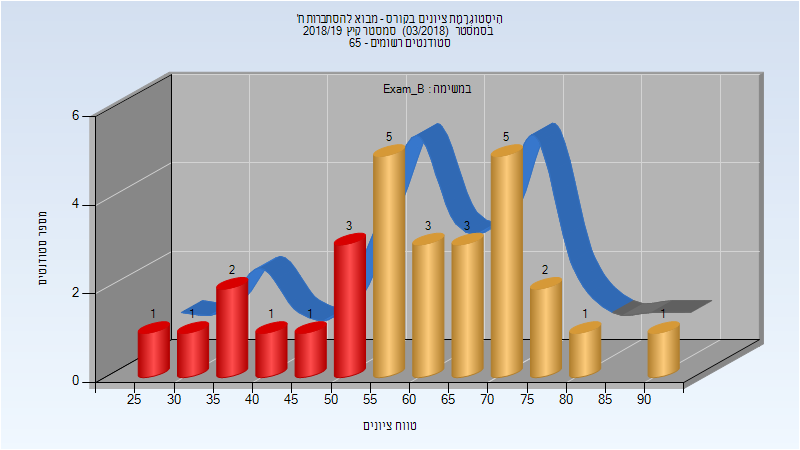 היסטוגרמת ציונים בקורס - מבוא להסתברות ח'
בסמסטר (03/2018) סמסטר קיץ 2018/19
סטודנטים רשומים - 65
במשימה : Exam_B
מספר סטודנטים
6
4
2
0
1
1
2
1
1
3
5
3
3
5
2
1
1
25 30 35 40 45 50 55 60 65 70 75 80 85 90
טווח ציונים